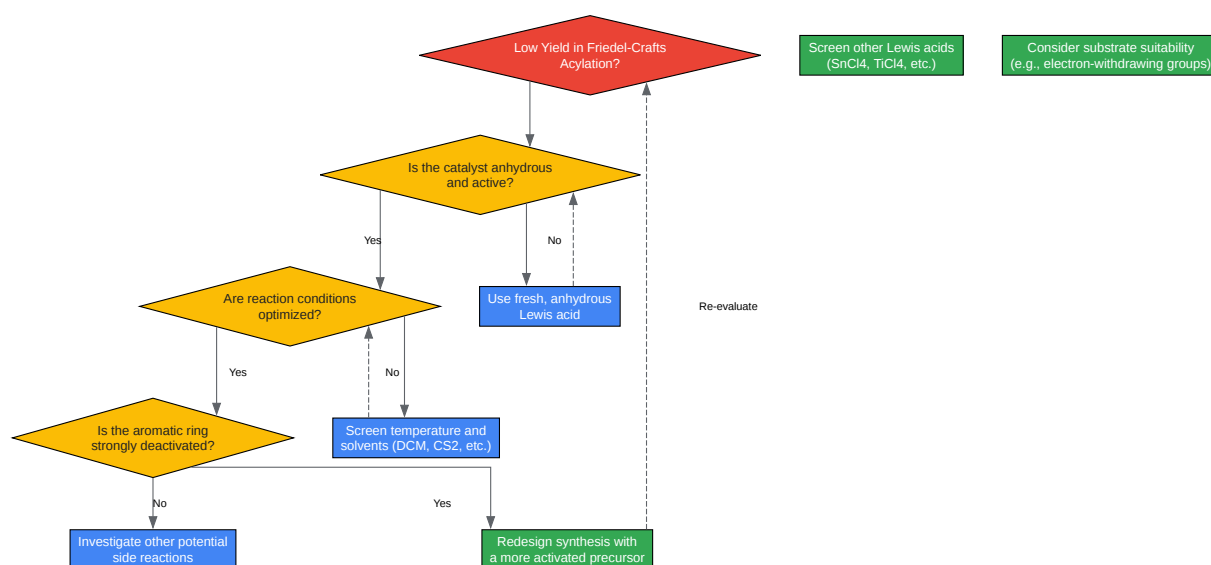 Low Yield in Friedel-Crafts
Acylation?
Screen other Lewis acids
(SnCl4, TiCl4, etc.)
Consider substrate suitability
(e.g., electron-withdrawing groups)
Is the catalyst anhydrous
and active?
Yes
No
Are reaction conditions
optimized?
Use fresh, anhydrous
Lewis acid
Re-evaluate
Yes
No
Is the aromatic ring
strongly deactivated?
Screen temperature and
solvents (DCM, CS2, etc.)
No
Yes
Investigate other potential
side reactions
Redesign synthesis with
a more activated precursor